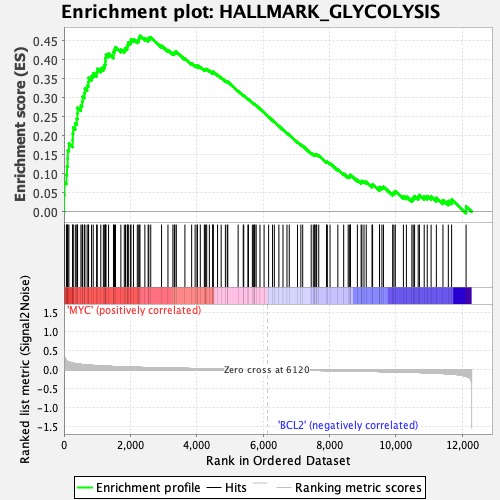 Enrichment plot: HALLMARK_GLYCOLYSIS
Enrichment score (ES)
0.45
0.40
0.35
0.30
0.25
0.20
0.15
0.10
0.05
0.00
'MYC' (positively correlated)
Ranked list metric (Signal2Noise)
1.5
1.0
0.5
0.0
-0.5
-1.0
-1.5
Zero cross at 6120
'BCL2' (negatively correlated)
0 2,000 4,000 6,000 8,000 10,000 12,000
Rank in Ordered Dataset
Enrichment profile Hits Ranking metric scores